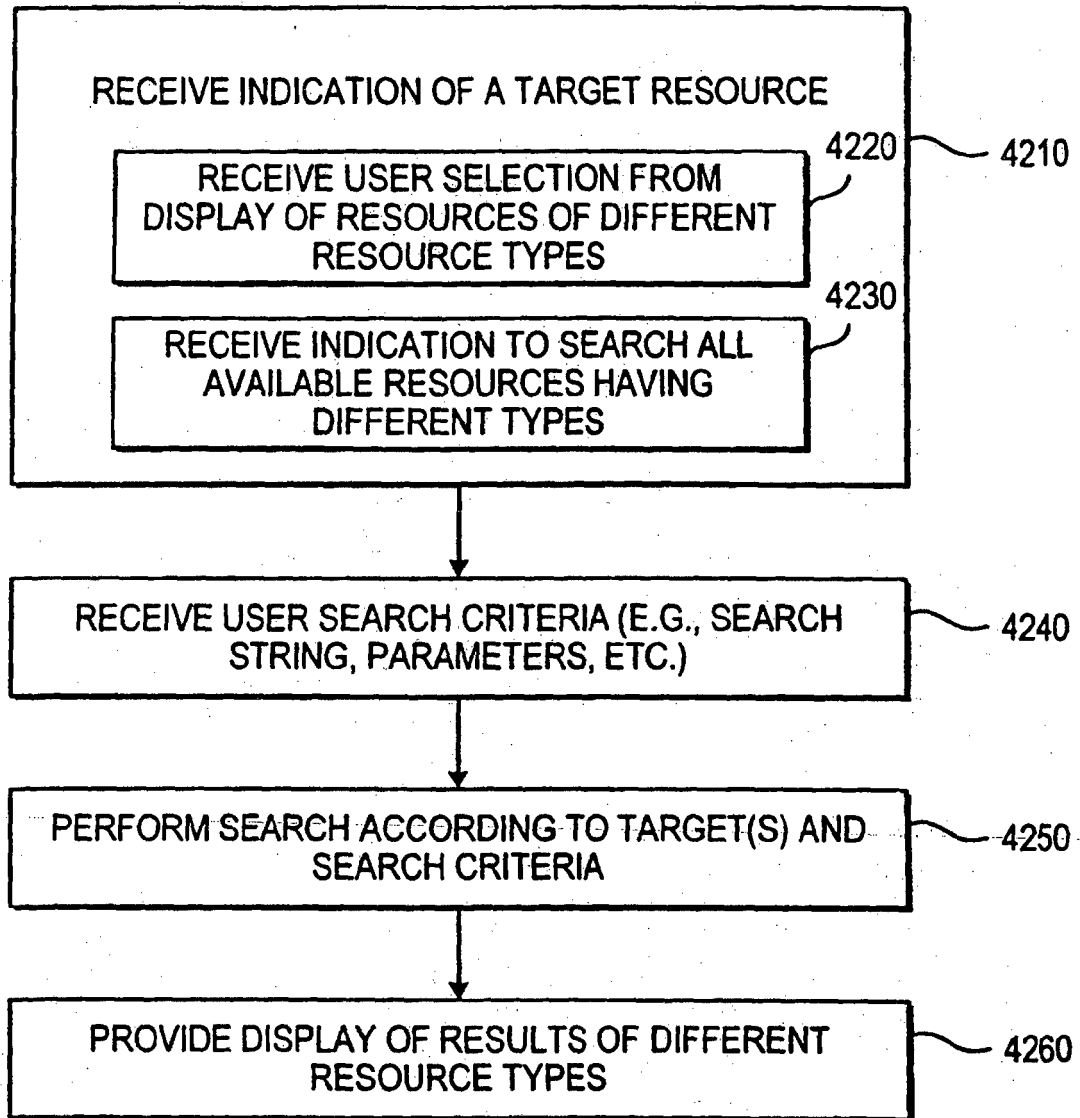 RECEIVE INDICATION OF A TARGET RESOURCE
4210
4220
RECEIVE USER SELECTION FROM
DISPLAY OF RESOURCES OF DIFFERENT
RESOURCE TYPES
4230
RECEIVE INDICATION TO SEARCH ALL
AVAILABLE RESOURCES HAVING
DIFFERENT TYPES
RECEIVE USER SEARCH CRITERIA (E.G., SEARCH
STRING, PARAMETERS, ETC.)
4240
PERFORM SEARCH ACCORDING TO TARGET(S) AND
SEARCH CRITERIA
4250
PROVIDE DISPLAY OF RESULTS OF DIFFERENT
RESOURCE TYPES
4260